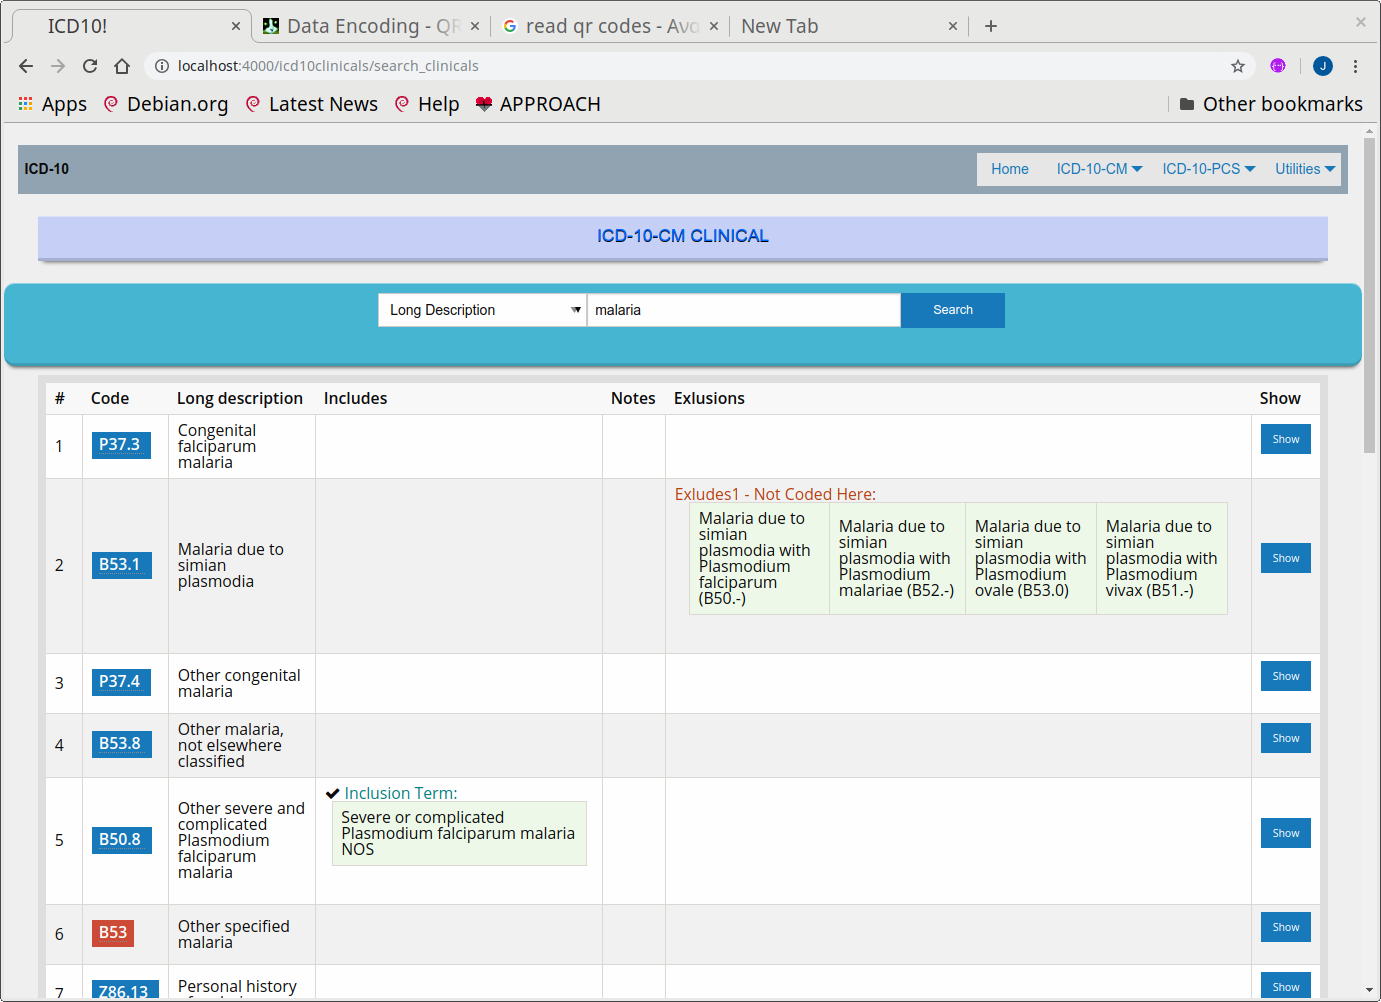 ICD10!
Data Encoding - QR
read qr codes - Avo
New Tab
localhost:4000/icd10clinicals/search_clinicals
J
Apps
Debian.org
Latest News
Help
APPROACH
Other bookmarks
ICD-10
Home
ICD-10-CM
ICD-10-PCS
Utilities
ICD-10-CM CLINICAL
Long Description
malaria
Search
# Code Long description Includes Notes Exlusions Show
1
P37.3
Congenital
falciparum
malaria
Show
2
B53.1
Malaria due to
simian
plasmodia
Exludes1 - Not Coded Here:
Malaria due to
simian
plasmodia with
Plasmodium
falciparum
(B50.-)
Malaria due to
simian
plasmodia with
Plasmodium
malariae (B52.-)
Malaria due to
simian
plasmodia with
Plasmodium
ovale (B53.0)
Malaria due to
simian
plasmodia with
Plasmodium
vivax (B51.-)
Show
3
P37.4
Other congenital
malaria
Show
4
B53.8
Other malaria,
not elsewhere
classified
Show
5
B50.8
Other severe and
complicated
Plasmodium
falciparum
malaria
Inclusion Term:
Severe or complicated
Plasmodium falciparum malaria
NOS
Show
6
B53
Other specified
malaria
Show
7
Z86.13
Personal history
Show